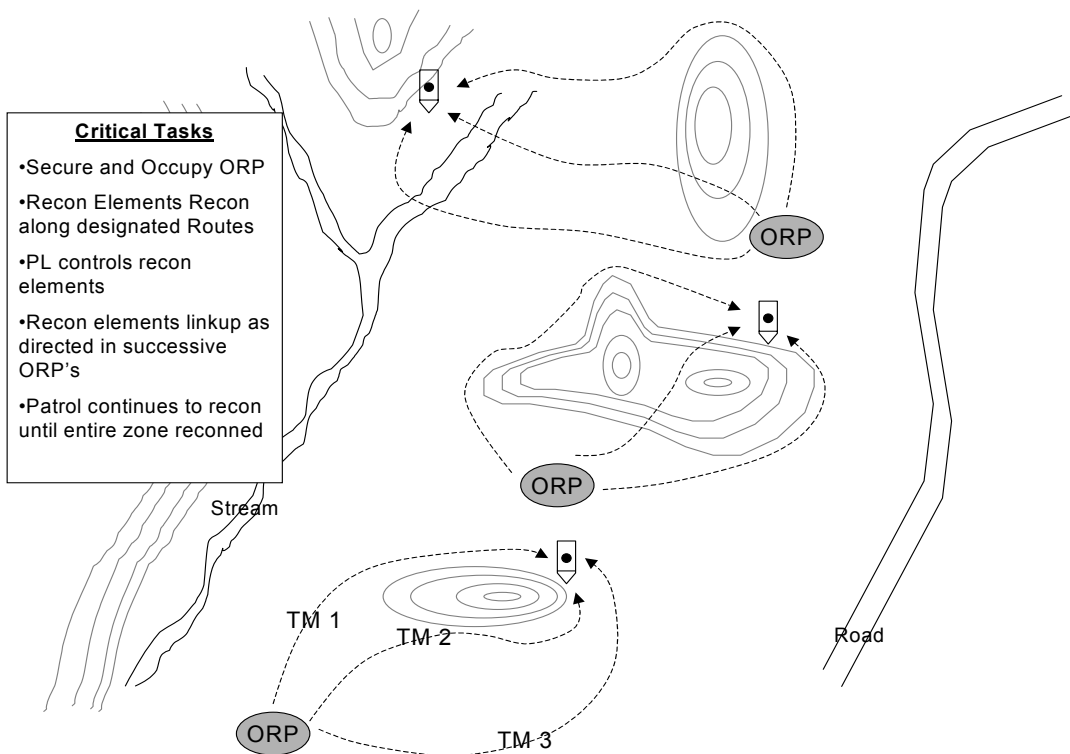 Critical Tasks
•Secure and Occupy ORP
•Recon Elements Recon
along designated Routes
•PL controls recon
elements
•Recon elements linkup as
directed in successive
ORP's
•Patrol continues to recon
until entire zone reconned
ORP
ORP
Stream
TM 1
TM 2
Road
ORP
TM 3